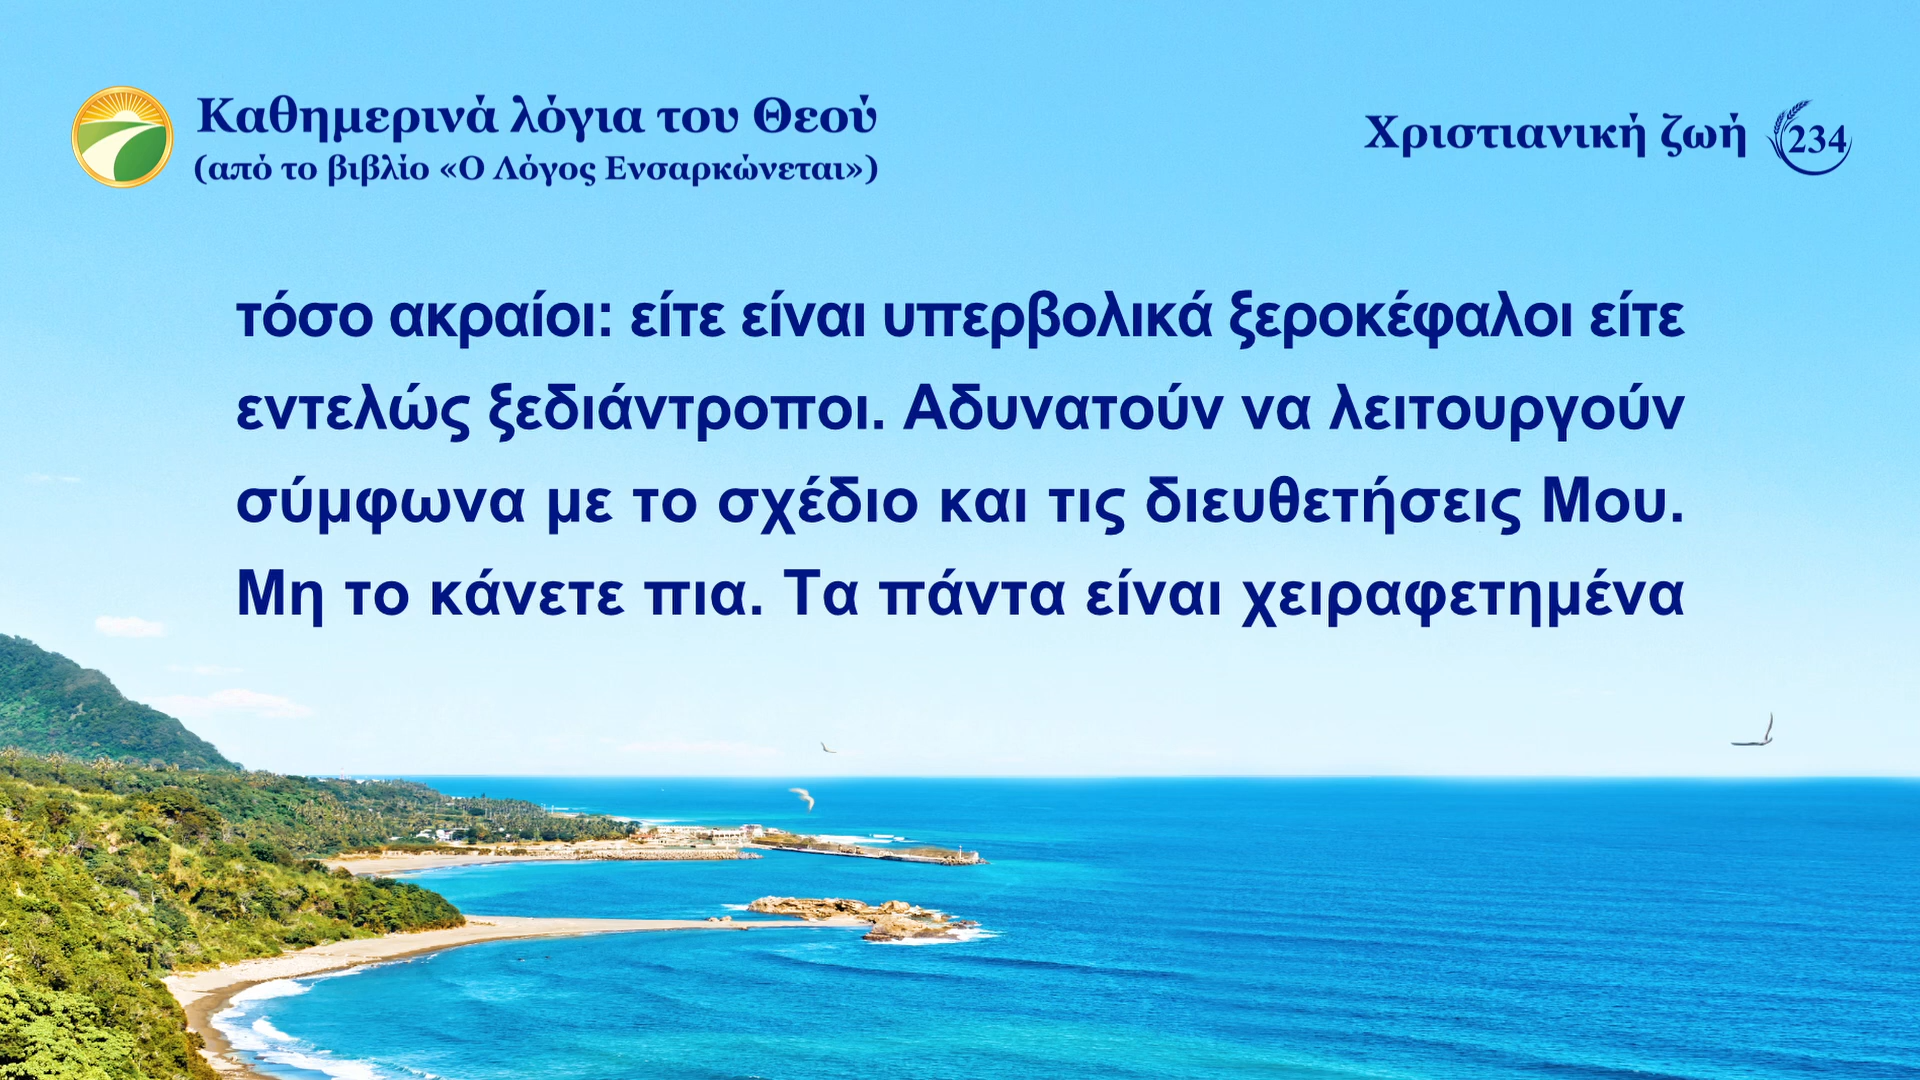 Καθημερινά λόγια του Θεού
(από το βιβλίο «Ο Λόγος Ενσαρκώνεται»)
Χριστιανική ζωή 234
τόσο ακραίοι: είτε είναι υπερβολικά ξεροκέφαλοι είτε
εντελώς ξεδιάντροποι. Αδυνατούν να λειτουργούν
σύμφωνα με το σχέδιο και τις διευθετήσεις Μου.
Μη το κάνετε πια. Τα πάντα είναι χειραφετημένα